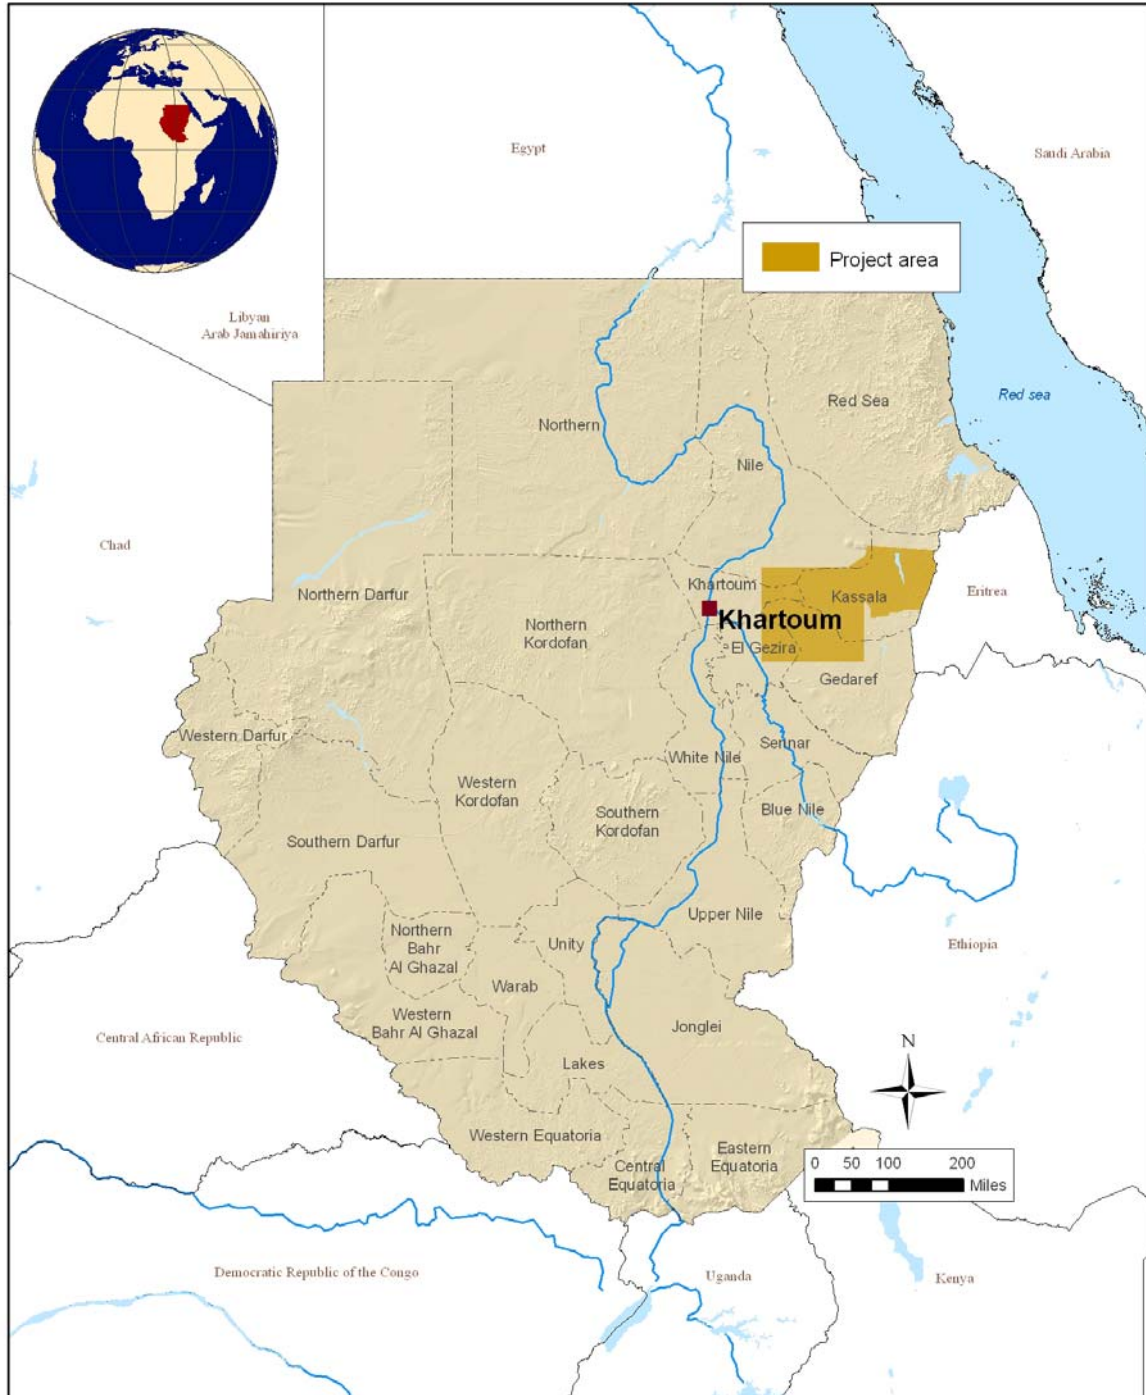 Egypt
Saudi Arabia
Project area
Libyan
Arab Jamahiriya
Red sea
Red Sea
Northern
Nile
Chad
Khartoum
Kassala
Eritrea
Northern Darfur
Khartoum
Northern
Kordofan
El Gezira
Gedaref
Western Darfur
Sennar
White Nile
Western
Kordofan
Blue Nile
Southern
Kordofan
Southern Darfur
Upper Nile
Northern
Bahr
Al Ghazal
Unity
Ethiopia
Warab
Western
Bahr Al Ghazal
Jonglei
Central African Republic
N
Lakes
Western Equatoria
Eastern
Equatoria
Central
Equatoria
0 50 100 200
Miles
Democratic Republic of the Congo
Uganda
Kenya